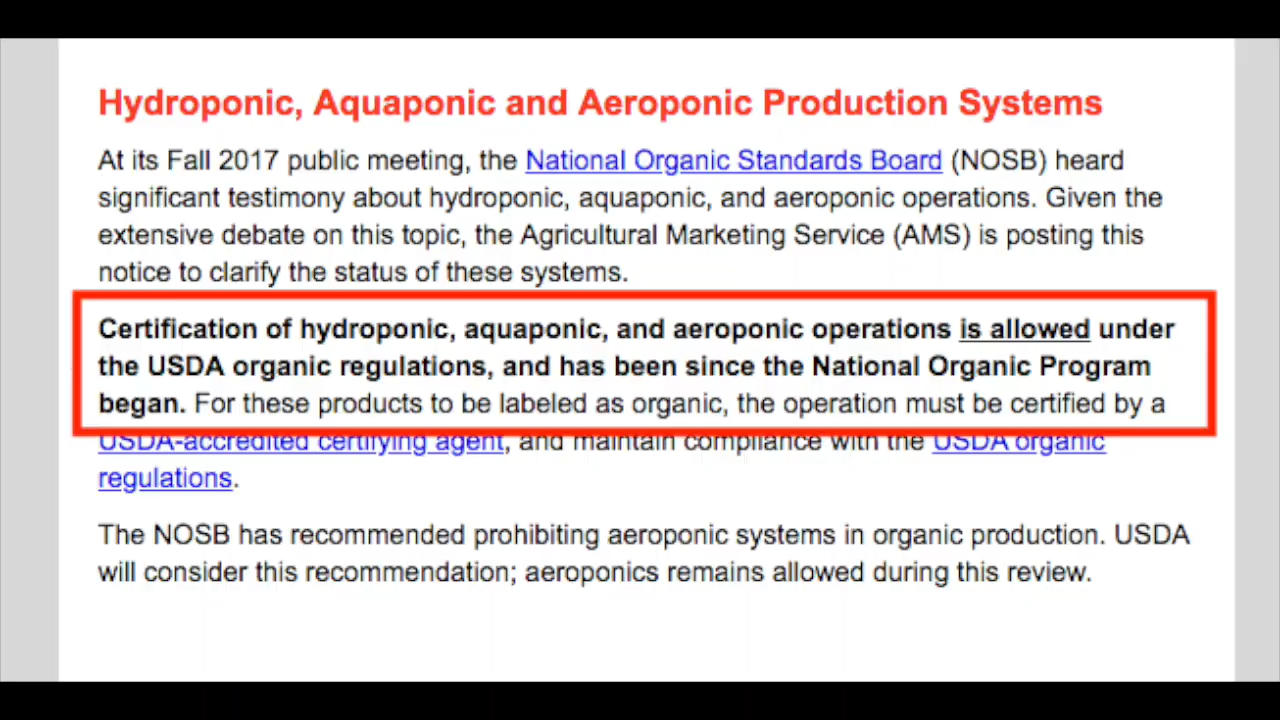 Hydroponic, Aquaponic and Aeroponic Production Systems
At its Fall 2017 public meeting, the National Organic Standards Board (NOSB) heard
significant testimony about hydroponic, aquaponic, and aeroponic operations. Given the
extensive debate on this topic, the Agricultural Marketing Service (AMS) is posting this
notice to clarify the status of these systems.
Certification of hydroponic, aquaponic, and aeroponic operations is allowed under
the USDA organic regulations, and has been since the National Organic Program
began. For these products to be labeled as organic, the operation must be certified by a
USDA-accredited certifying agent, and maintain compliance with the USDA organic
regulations.
The NOSB has recommended prohibiting aeroponic systems in organic production. USDA
will consider this recommendation; aeroponics remains allowed during this review.